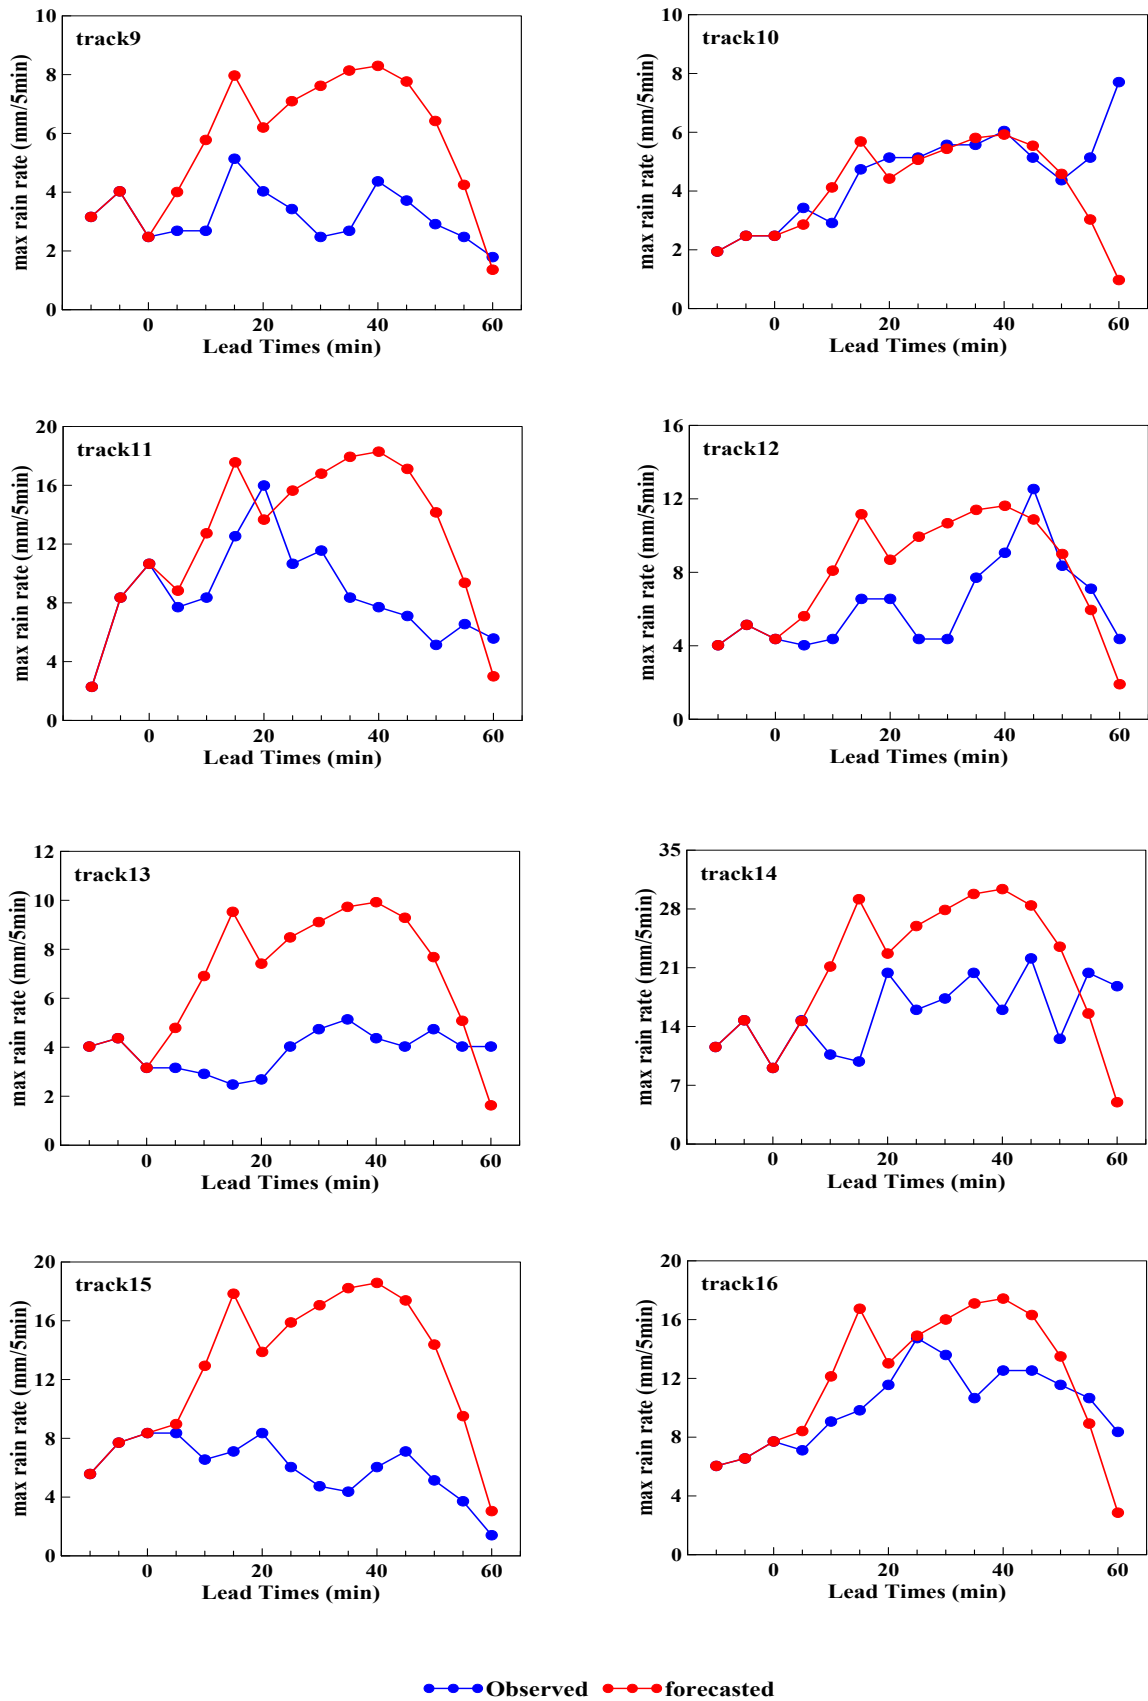 track9
max rain rate (mm/5min)
10
8
6
4
2
0
0 20 40 60
Lead Times (min)
track10
max rain rate (mm/5min)
10
8
6
4
2
0
0 20 40 60
Lead Times (min)
track11
max rain rate (mm/5min)
20
16
12
8
4
0
0 20 40 60
Lead Times (min)
track12
max rain rate (mm/5min)
16
12
8
4
0
0 20 40 60
Lead Times (min)
track13
max rain rate (mm/5min)
12
10
8
6
4
2
0
0 20 40 60
Lead Times (min)
track14
max rain rate (mm/5min)
35
28
21
14
7
0
0 20 40 60
Lead Times (min)
track15
max rain rate (mm/5min)
20
16
12
8
4
0
0 20 40 60
Lead Times (min)
track16
max rain rate (mm/5min)
20
16
12
8
4
0
0 20 40 60
Lead Times (min)
Observed forecasted